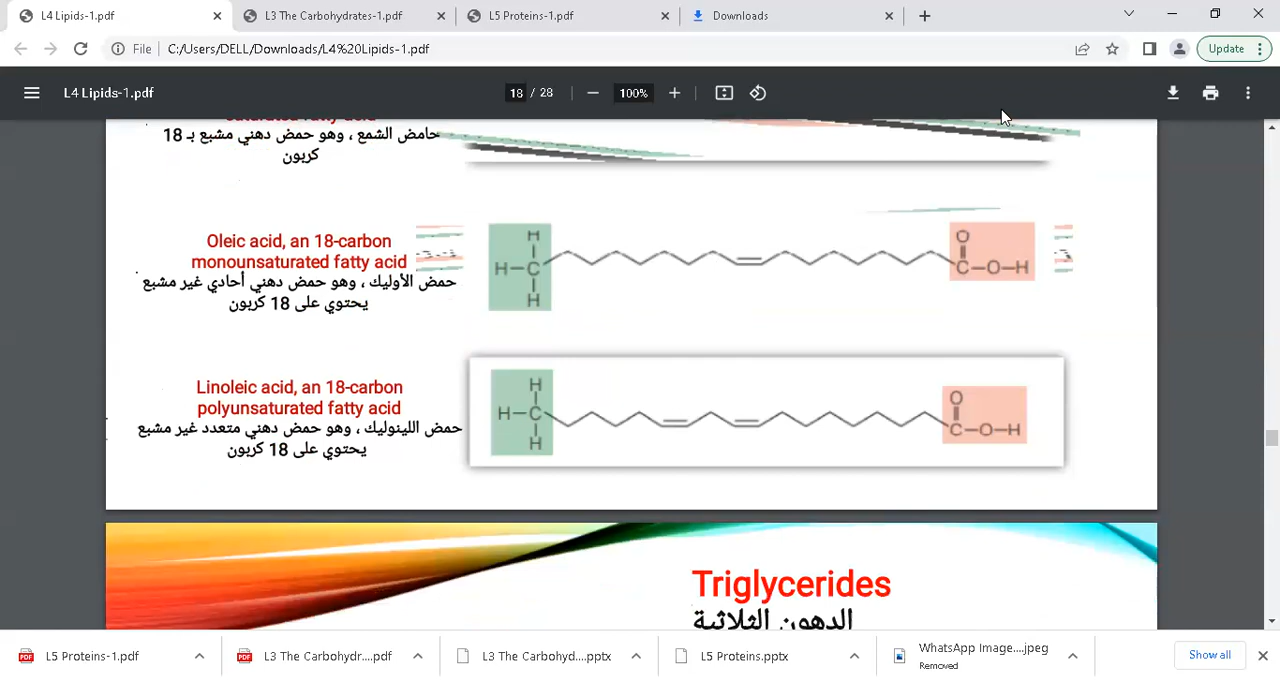 L4 Lipids-1.pdf
L3 The Carbohydrates-1.pdf
L5 Proteins-1.pdf
Downloads
File
C:/Users/DELL/Downloads/L4%20Lipids-1.pdf
Update
L4 Lipids-1.pdf
18 / 28
100%
حامض الشمع ، وهو حمض دهني مشبع بـ 18
كربون
Oleic acid, an 18-carbon
monounsaturated fatty acid
حمض الأوليك ، وهو حمض دهني أحادي غير مشبع
يحتوي على 18 كربون
H
H-C
H
O
C-O-H
Linoleic acid, an 18-carbon
polyunsaturated fatty acid
حمض اللينوليك ، وهو حمض دهني متعدد غير مشبع
يحتوي على 18 كربون
H
H-C
H
O
C-O-H
Triglycerides
الدهون الثلاثية
L5 Proteins-1.pdf
L3 The Carbohydr....pdf
L3 The Carbohyd....pptx
L5 Proteins.pptx
WhatsApp Image....jpeg
Removed
Show all